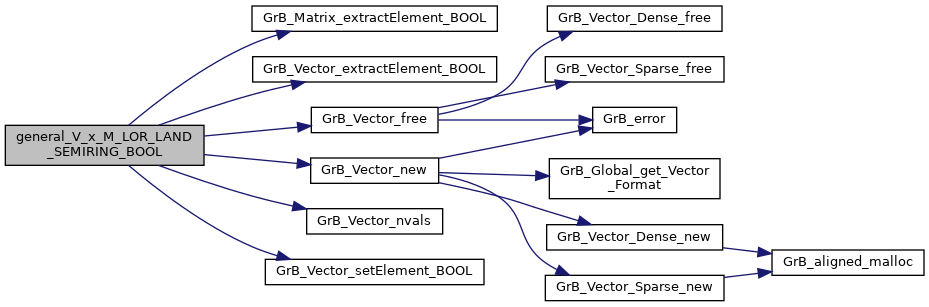 general_V_x_M_LOR_LAND
_SEMIRING_BOOL
GrB_Matrix_extractElement_BOOL
GrB_Vector_extractElement_BOOL
GrB_Vector_free
GrB_Vector_new
GrB_Vector_nvals
GrB_Vector_setElement_BOOL
GrB_Vector_Dense_free
GrB_Vector_Sparse_free
GrB_error
GrB_Global_get_Vector
_Format
GrB_Vector_Dense_new
GrB_Vector_Sparse_new
GrB_aligned_malloc